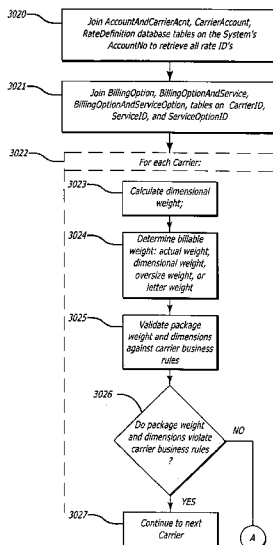 3020
Join AccountAndCarrierAcnt, CarrierAccount,
RateDefinition database tables on the System's
AccountNo to retrieve all rate ID's
3021
Join BillingOption, BillingOptionAndService,
BillingOptionAndServiceOption, tables on CarrierID,
ServiceID, and ServiceOptionID
3022
For each Carrier:
3023
Calculate dimensional
weight;
3024
Determine billable
weight: actual weight,
dimensional weight,
oversize weight, or
letter weight
3025
Validate package
weight and dimensions
against carrier business
rules
3026
Do package weight
and dimensions violate
carrier business rules
?
NO
YES
3027
Continue to next
Carrier
A